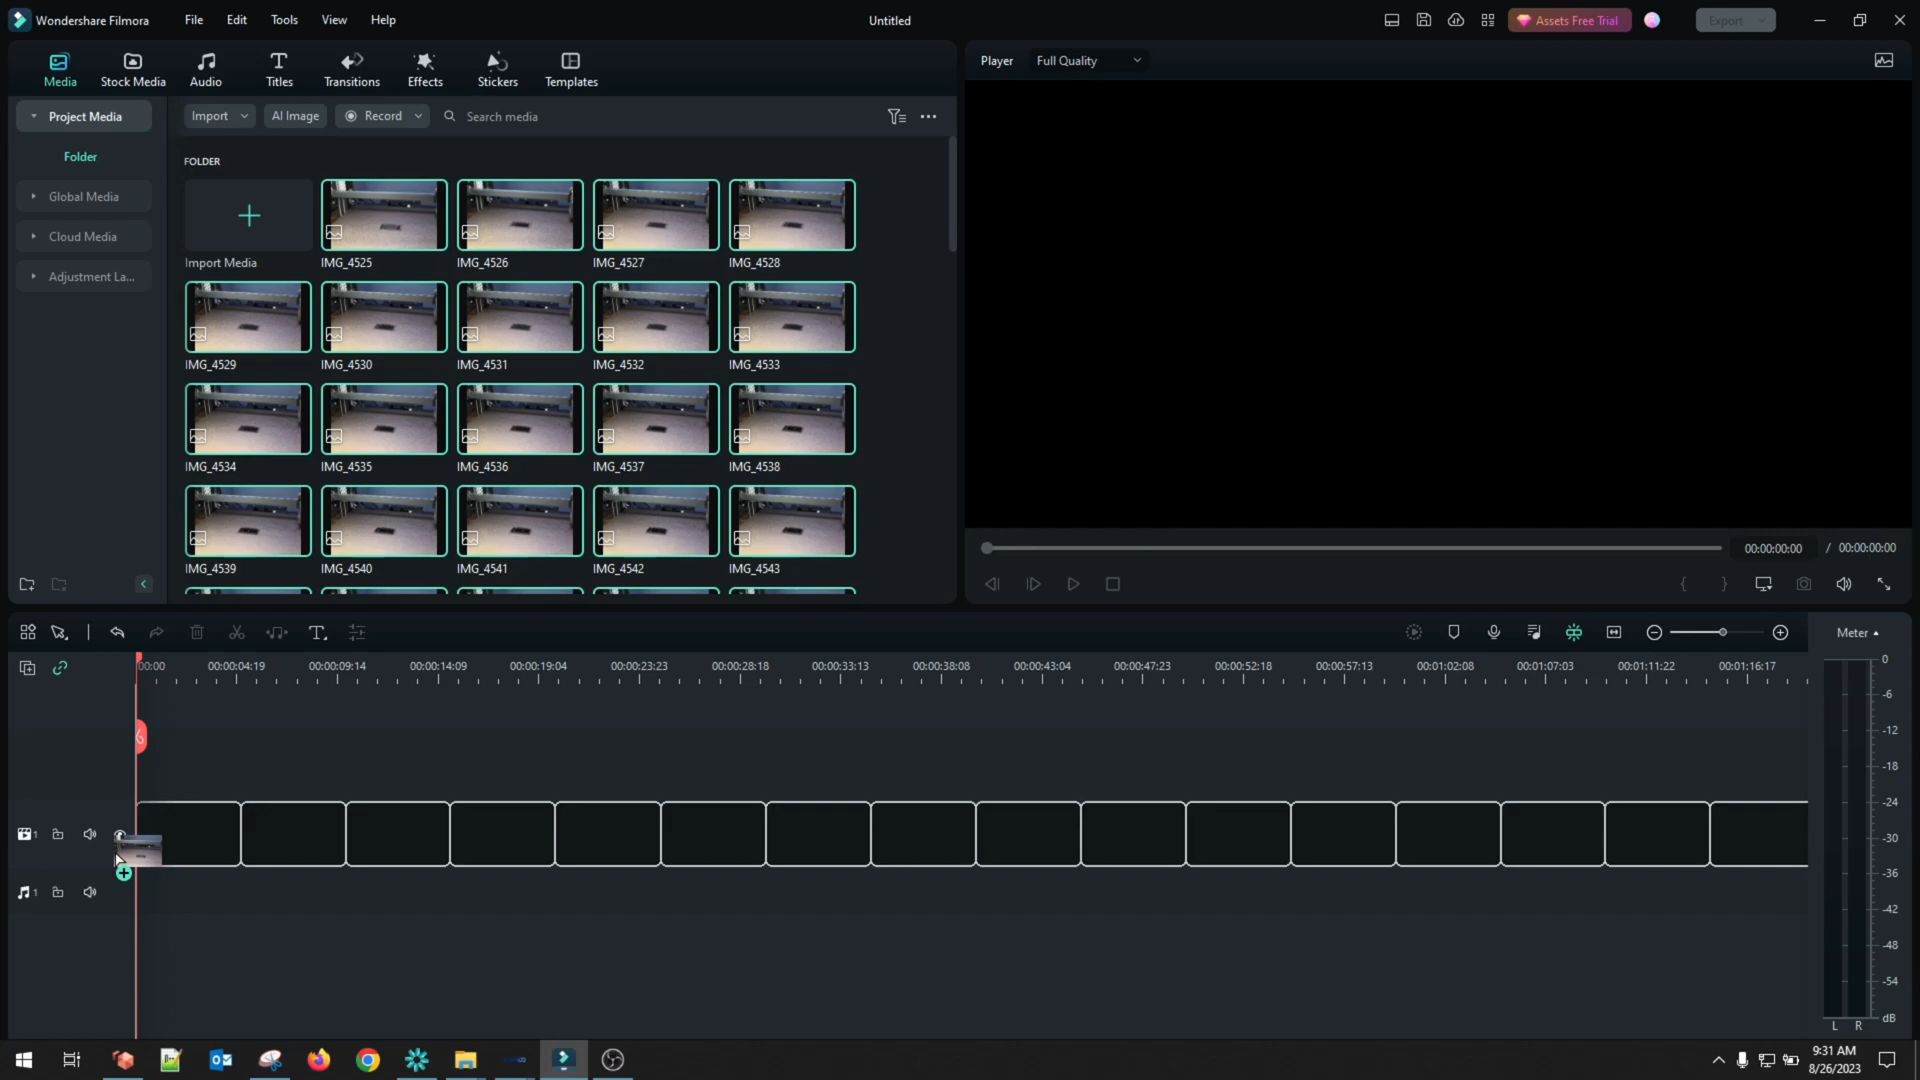 Wondershare Filmora
File
Edit
Tools
View
Help
Untitled
Assets Free Trial
Export
Media
Stock Media
Audio
Titles
Transitions
Effects
Stickers
Templates
Player
Full Quality
Project Media
Folder
Global Media
Cloud Media
Adjustment La...
Import
AI Image
Record
Search media
FOLDER
Import Media
IMG_4525
IMG_4526
IMG_4527
IMG_4528
IMG_4529
IMG_4530
IMG_4531
IMG_4532
IMG_4533
IMG_4534
IMG_4535
IMG_4536
IMG_4537
IMG_4538
IMG_4539
IMG_4540
IMG_4541
IMG_4542
IMG_4543
00:00:00:00 / 00:00:00:00
Meter
00:00
00:00:04:19
00:00:09:14
00:00:14:09
00:00:19:04
00:00:23:23
00:00:28:18
00:00:33:13
00:00:38:08
00:00:43:04
00:00:47:23
00:00:52:18
00:00:57:13
00:01:02:08
00:01:07:03
00:01:11:22
00:01:16:17
1
1
0
-6
-12
-18
-24
-30
-36
-42
-48
-54
dB
L R
9:31 AM
8/26/2023